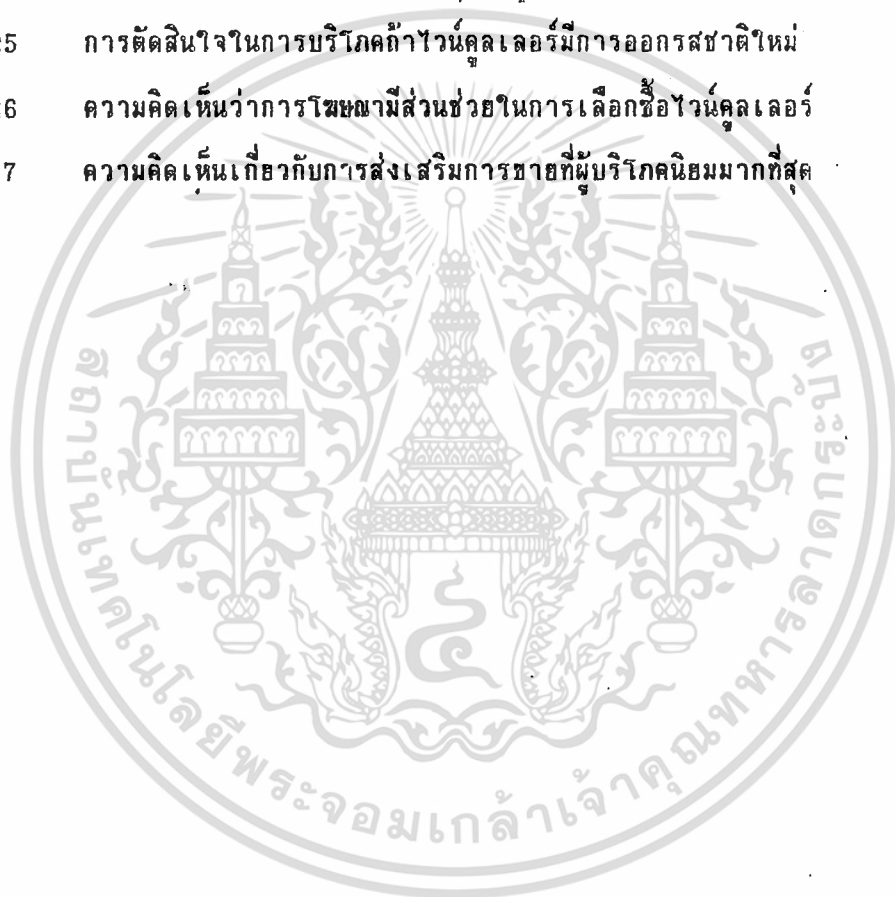 5 การตัดสินใจในการบริโภคถ้าไวน์คูลเลอร์มีการออกรสชาติใหม่
6 ความคิดเห็นว่าการโฆษณามีส่วนช่วยในการเลือกซื้อไวน์คูลเลอร์
7 ความคิดเห็นเกี่ยวกับการส่งเสริมการขายที่ผู้บริโภคนิยมมากที่สุด
สถาบันเทคโนโลยีพระจอมเกล้าเจ้าคุณทหารลาดกระบัง